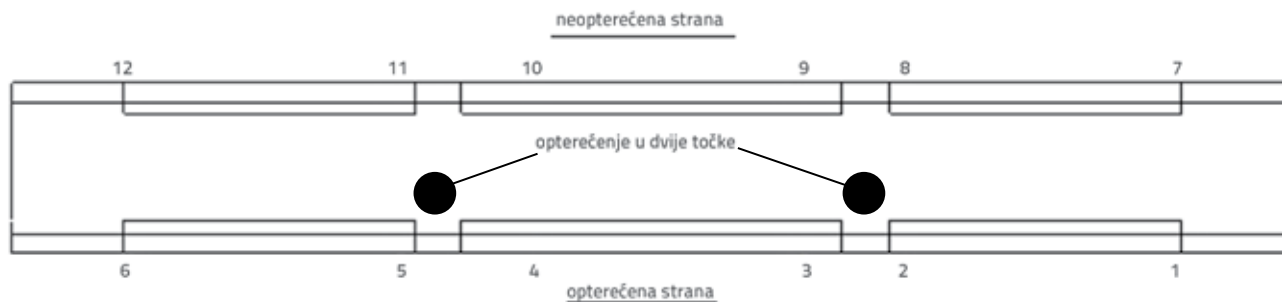 neopterećena strana
12 11 10 9 8 7
opterećenje u dvije točke
6 5 4 3 2 1
opterećena strana